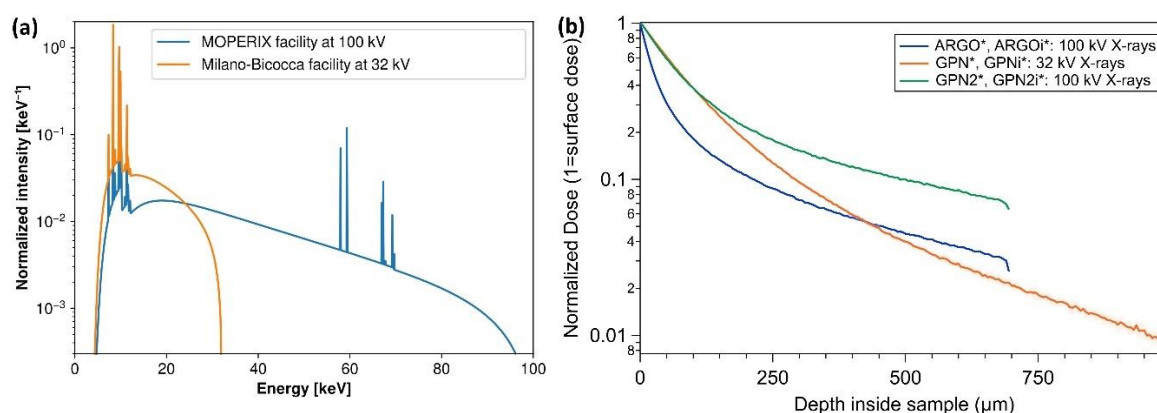 (a)
MOPERIX facility at 100 kV
Milano-Bicocca facility at 32 kV
Normalized intensity [keV⁻¹]
10⁰
10⁻¹
10⁻²
10⁻³
0 20 40 60 80 100
Energy [keV]
(b)
ARGO*, ARGOi*: 100 kV X-rays
GPN*, GPNi*: 32 kV X-rays
GPN2*, GPN2i*: 100 kV X-rays
Normalized Dose (1=surface dose)
1
8
6
4
2
0.1
8
6
4
2
0.01
8
0 250 500 750
Depth inside sample (μm)